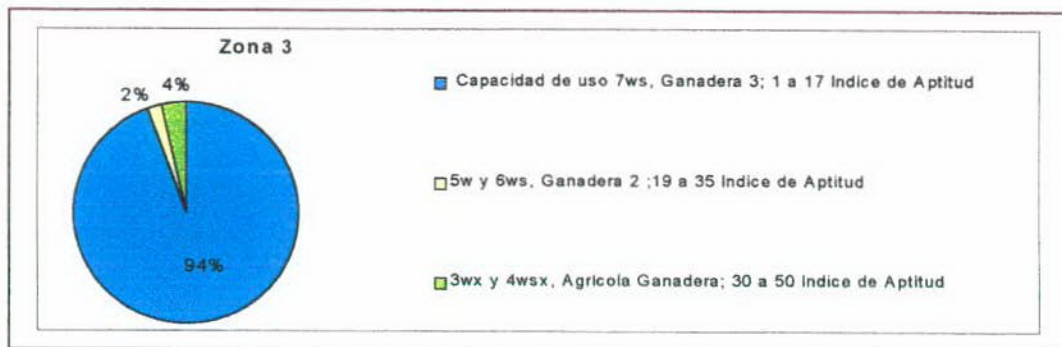 Zona 3
2%
4%
94%
Capacidad de uso 7ws, Ganadera 3; 1 a 17 Indice de Aptitud
5w y 6ws, Ganadera 2 ;19 a 35 Indice de Aptitud
3wx y 4wsx, Agricola Ganadera; 30 a 50 Indice de Aptitud